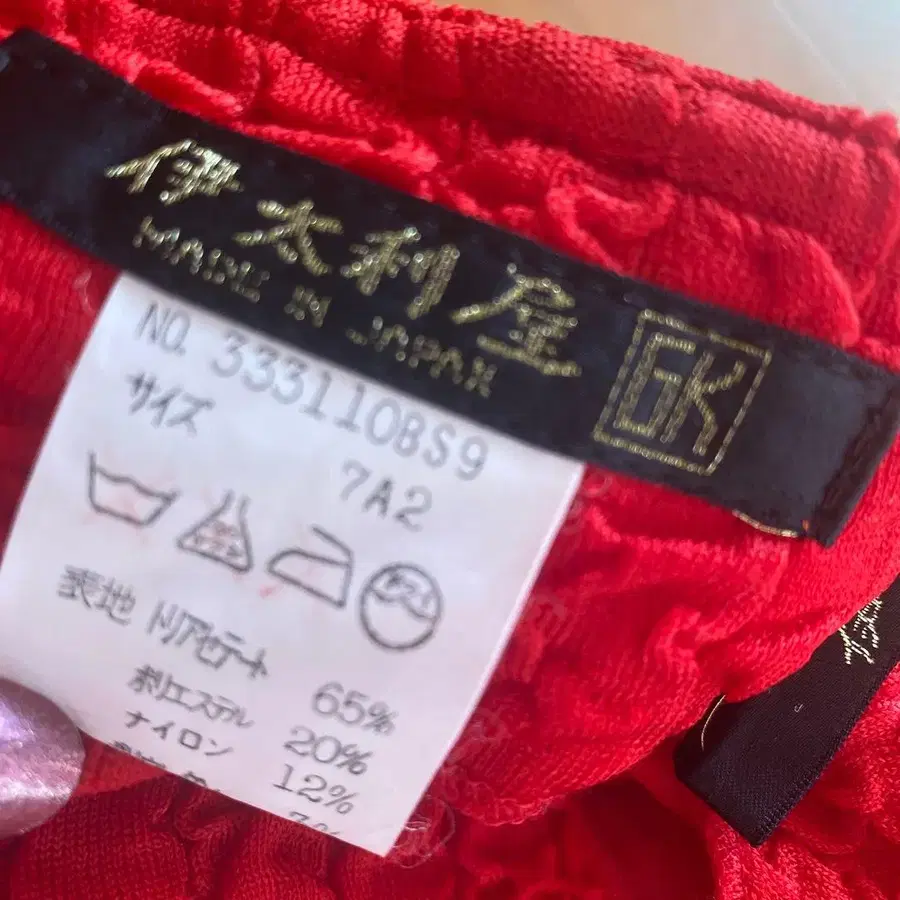 伊太利屋
MADE IN JAPAN
GK
NO. 333110BS9
サイズ 7A2
表地 トリアセテート 65%
ポリエステル 20%
ナイロン 12%